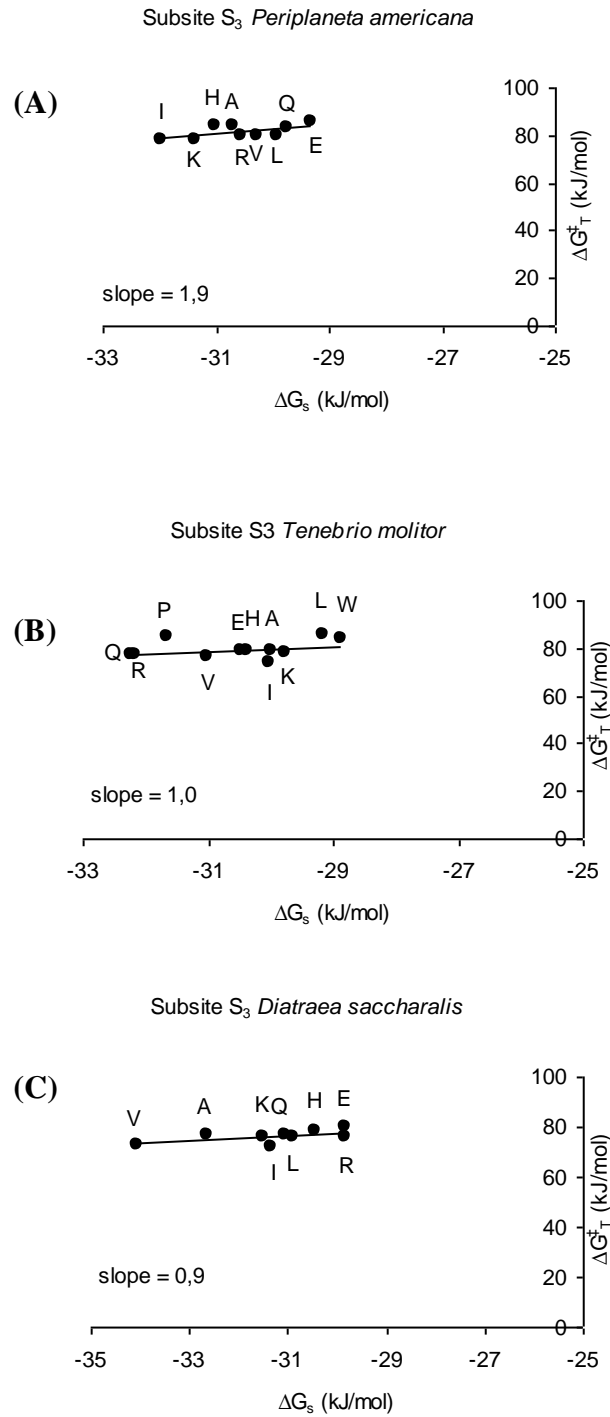 Subsite S₃ Periplaneta americana
(A)
I
H A
Q
K
R V L
E
100
80
60
40
20
0
ΔG‡T (kJ/mol)
slope = 1,9
-33 -31 -29 -27 -25
ΔGs (kJ/mol)
Subsite S3 Tenebrio molitor
(B)
P
E H A
L W
Q
R
V
I
K
100
80
60
40
20
0
ΔG‡T (kJ/mol)
slope = 1,0
-33 -31 -29 -27 -25
ΔGs (kJ/mol)
Subsite S₃ Diatraea saccharalis
(C)
V
A
K Q
H
E
I
L
R
100
80
60
40
20
0
ΔG‡T (kJ/mol)
slope = 0,9
-35 -33 -31 -29 -27 -25
ΔGs (kJ/mol)